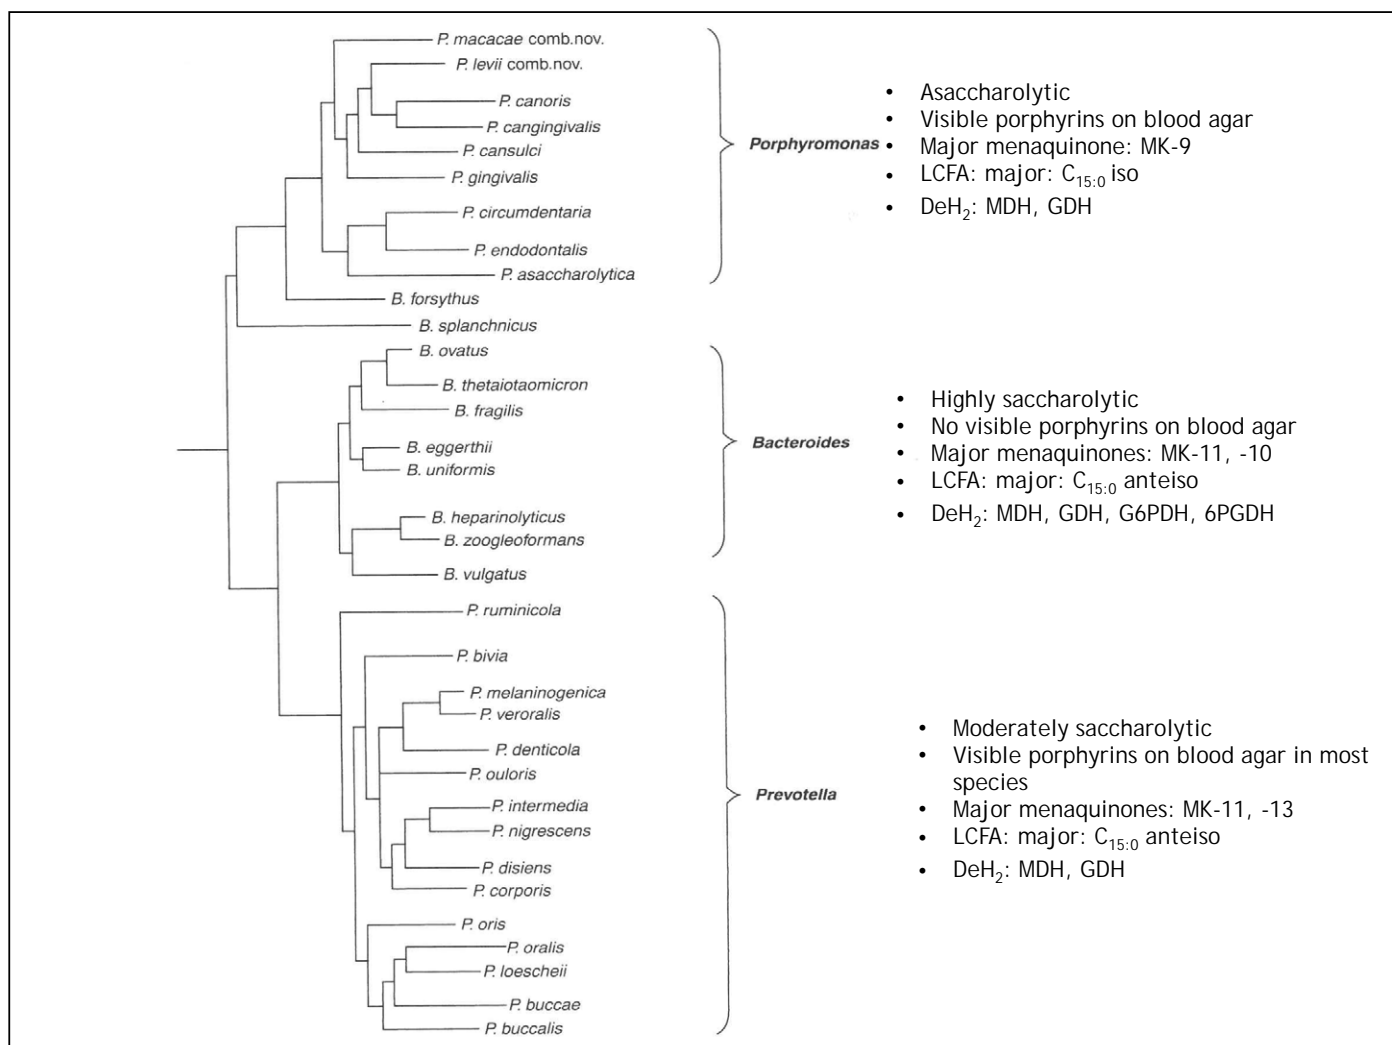 P. macacae comb.nov.
P. levii comb.nov.
P. canoris
P. cangingivalis
P. cansulci
P. gingivalis
P. circumdentaria
P. endodontalis
P. asaccharolytica
Porphyromonas
• Asaccharolytic
• Visible porphyrins on blood agar
• Major menaquinone: MK-9
• LCFA: major: C15:0 iso
• DeH2: MDH, GDH
B. forsythus
B. splanchnicus
B. ovatus
B. thetaiotaomicron
B. fragilis
B. eggerthii
B. uniformis
B. heparinolyticus
B. zoogleoformans
B. vulgatus
Bacteroides
• Highly saccharolytic
• No visible porphyrins on blood agar
• Major menaquinones: MK-11, -10
• LCFA: major: C15:0 anteiso
• DeH2: MDH, GDH, G6PDH, 6PGDH
P. ruminicola
P. bivia
P. melaninogenica
P. veroralis
P. denticola
P. ouloris
P. intermedia
P. nigrescens
P. disiens
P. corporis
P. oris
P. oralis
P. loescheii
P. buccae
P. buccalis
Prevotella
• Moderately saccharolytic
• Visible porphyrins on blood agar in most
species
• Major menaquinones: MK-11, -13
• LCFA: major: C15:0 anteiso
• DeH2: MDH, GDH